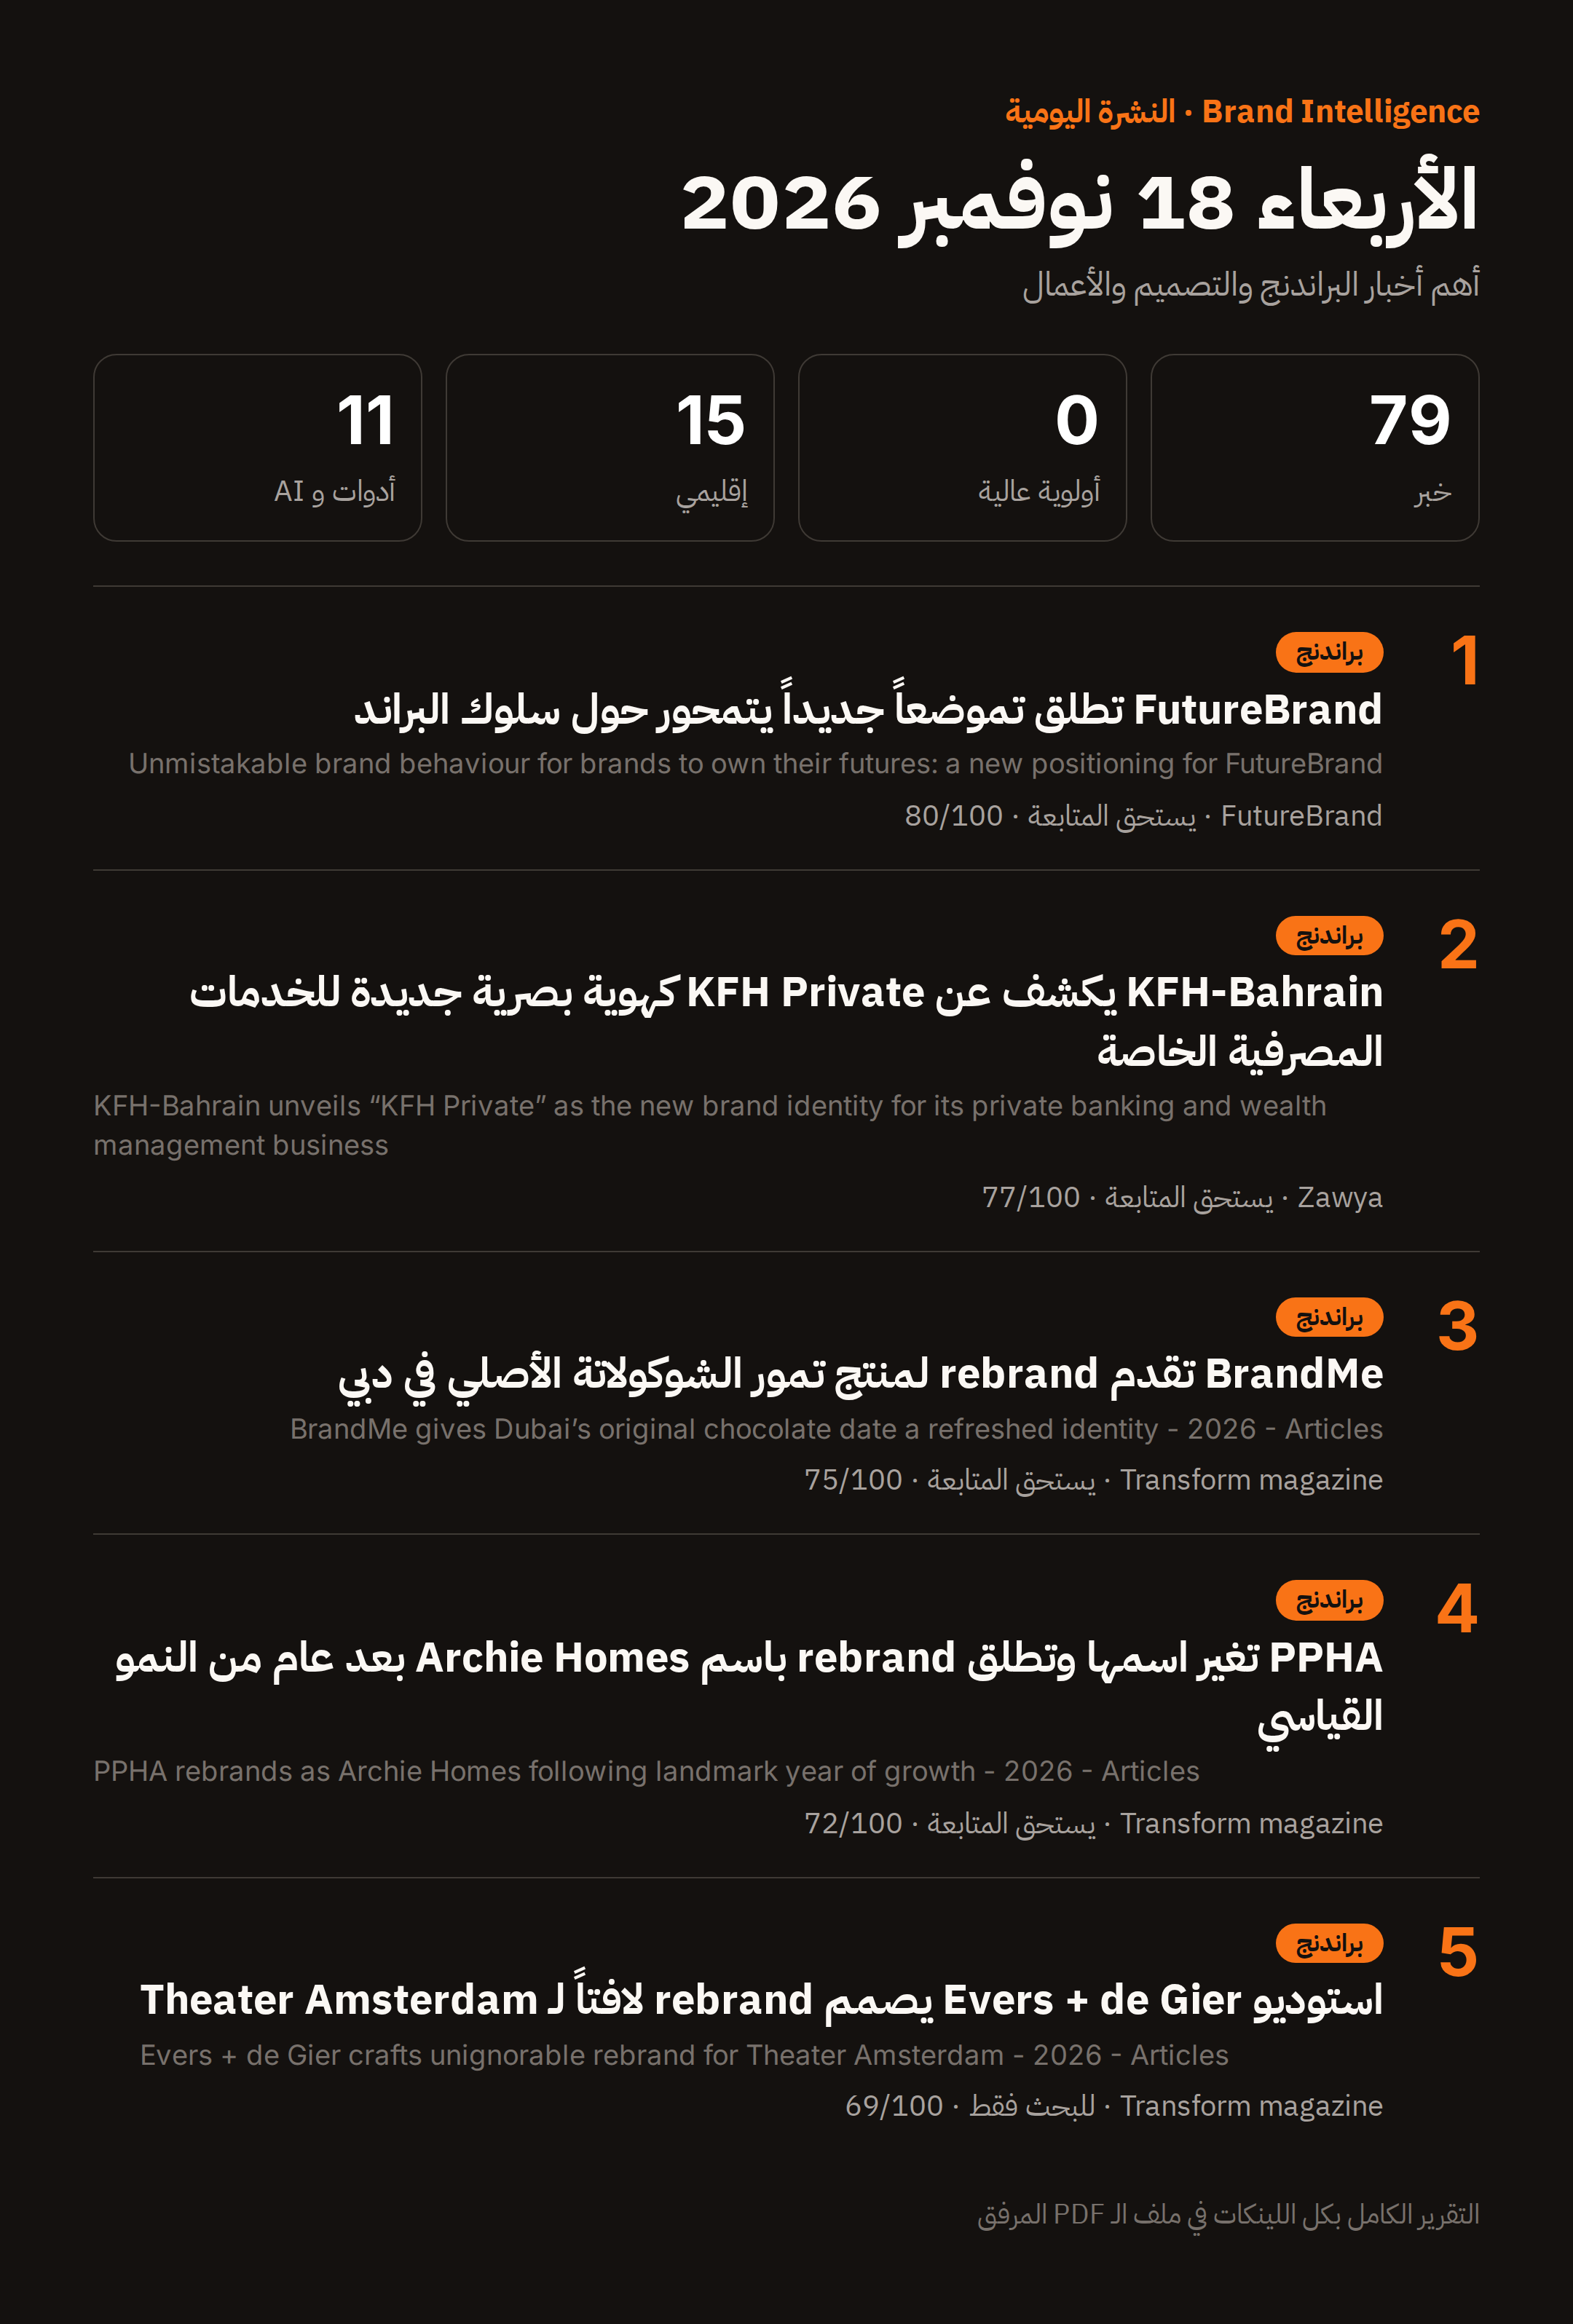 Brand Intelligence · النشرة اليومية
الأربعاء 18 نوفمبر 2026
أهم أخبار البراندنج والتصميم والأعمال
79
خبر
0
أولوية عالية
15
إقليمي
11
أدوات و AI
1
براندنج
FutureBrand تطلق تموضعاً جديداً يتمحور حول سلوك البراند
Unmistakable brand behaviour for brands to own their futures: a new positioning for FutureBrand
FutureBrand · يستحق المتابعة · 80/100
2
براندنج
KFH-Bahrain يكشف عن KFH Private كهوية بصرية جديدة للخدمات
المصرفية الخاصة
KFH-Bahrain unveils “KFH Private” as the new brand identity for its private banking and wealth
management business
Zawya · يستحق المتابعة · 77/100
3
براندنج
BrandMe تقدم rebrand لمنتج تمور الشوكولاتة الأصلي في دبي
BrandMe gives Dubai’s original chocolate date a refreshed identity - 2026 - Articles
Transform magazine · يستحق المتابعة · 75/100
4
براندنج
PPHA تغير اسمها وتطلق rebrand باسم Archie Homes بعد عام من النمو
القياسي
PPHA rebrands as Archie Homes following landmark year of growth - 2026 - Articles
Transform magazine · يستحق المتابعة · 72/100
5
براندنج
استوديو Evers + de Gier يصمم rebrand لافتاً لـ Theater Amsterdam
Evers + de Gier crafts unignorable rebrand for Theater Amsterdam - 2026 - Articles
Transform magazine · للبحث فقط · 69/100
التقرير الكامل بكل اللينكات في ملف الـ PDF المرفق